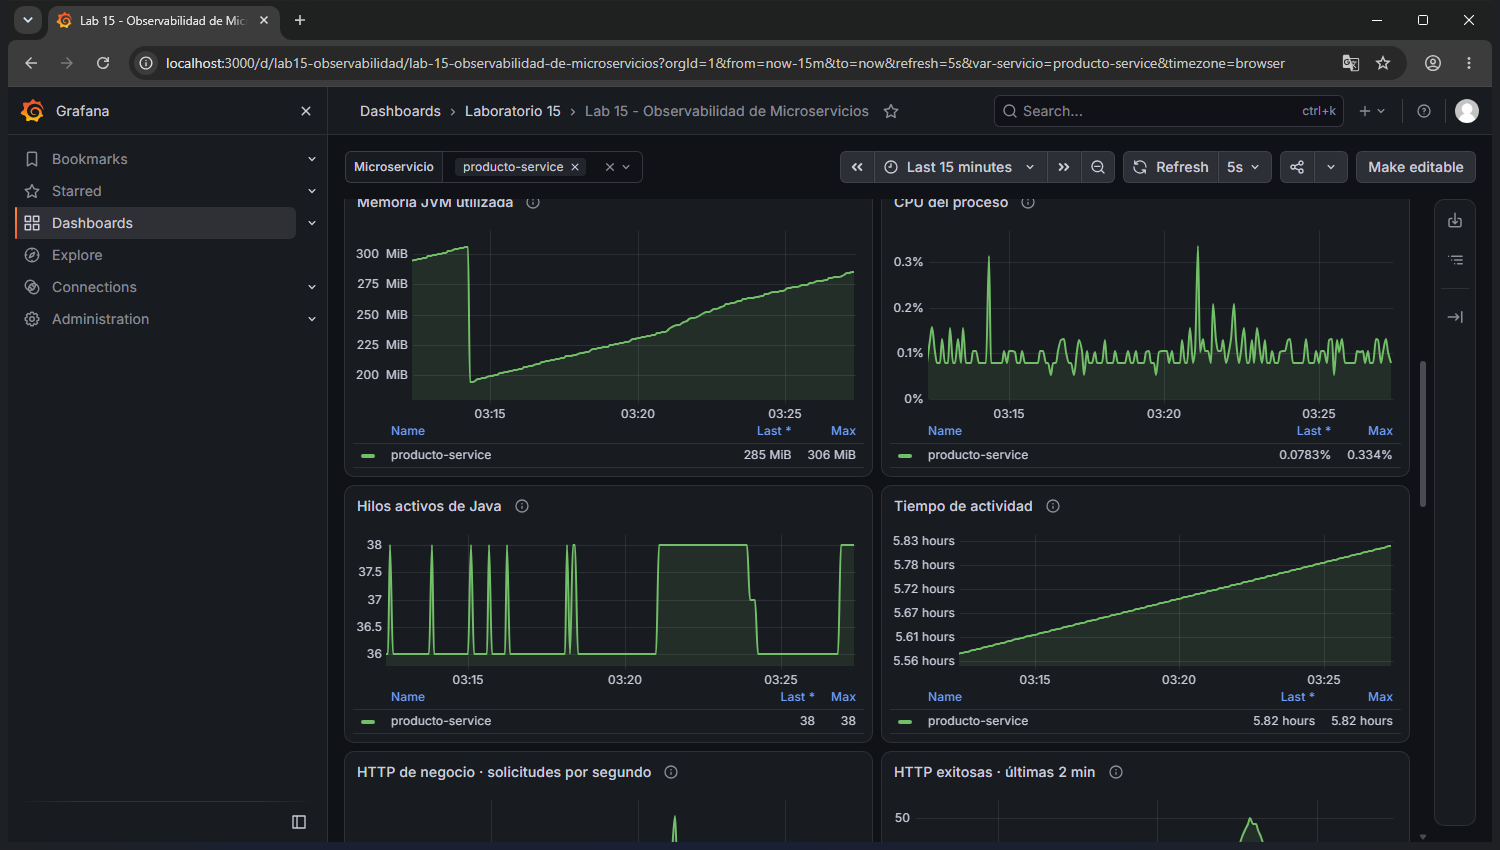 Lab 15 - Observabilidad de Mic
localhost:3000/d/lab15-observabilidad/lab-15-observabilidad-de-microservicios?orgId=1&from=now-15m&to=now&refresh=5s&var-servicio=producto-service&timezone=browser
Grafana
Dashboards › Laboratorio 15 › Lab 15 - Observabilidad de Microservicios
Search... ctrl+k
Bookmarks
Starred
Dashboards
Explore
Connections
Administration
Microservicio producto-service
Last 15 minutes
Refresh 5s
Make editable
Memoria JVM utilizada
300 MiB
275 MiB
250 MiB
225 MiB
200 MiB
03:15 03:20 03:25
Name Last * Max
producto-service 285 MiB 306 MiB
CPU del proceso
0.3%
0.2%
0.1%
0%
03:15 03:20 03:25
Name Last * Max
producto-service 0.0783% 0.334%
Hilos activos de Java
38
37.5
37
36.5
36
03:15 03:20 03:25
Name Last * Max
producto-service 38 38
Tiempo de actividad
5.83 hours
5.78 hours
5.72 hours
5.67 hours
5.61 hours
5.56 hours
03:15 03:20 03:25
Name Last * Max
producto-service 5.82 hours 5.82 hours
HTTP de negocio · solicitudes por segundo
HTTP exitosas · últimas 2 min
50